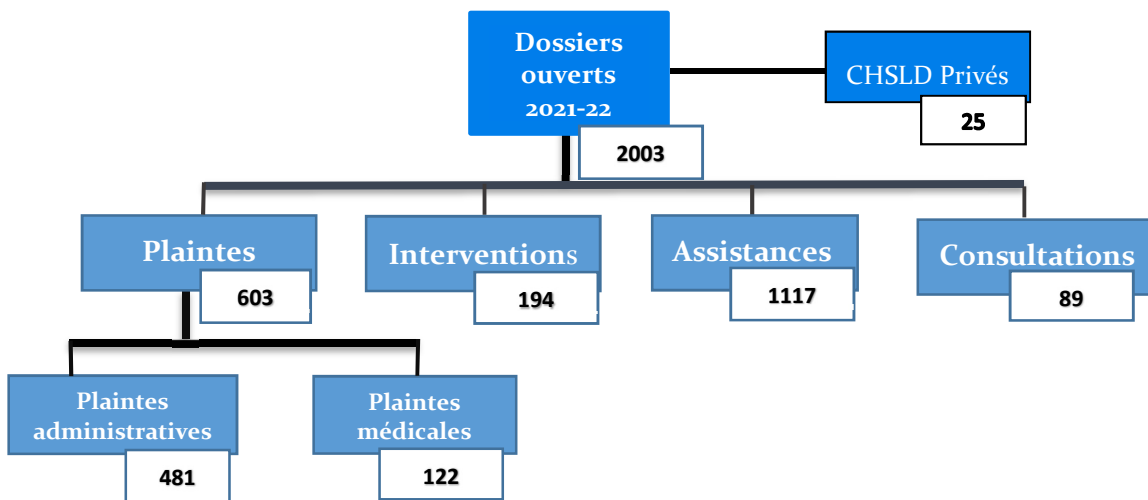 Dossiers
ouverts
2021-22
2003
CHSLD Privés
25
Plaintes
603
Interventions
194
Assistances
1117
Consultations
89
Plaintes
administratives
481
Plaintes
médicales
122